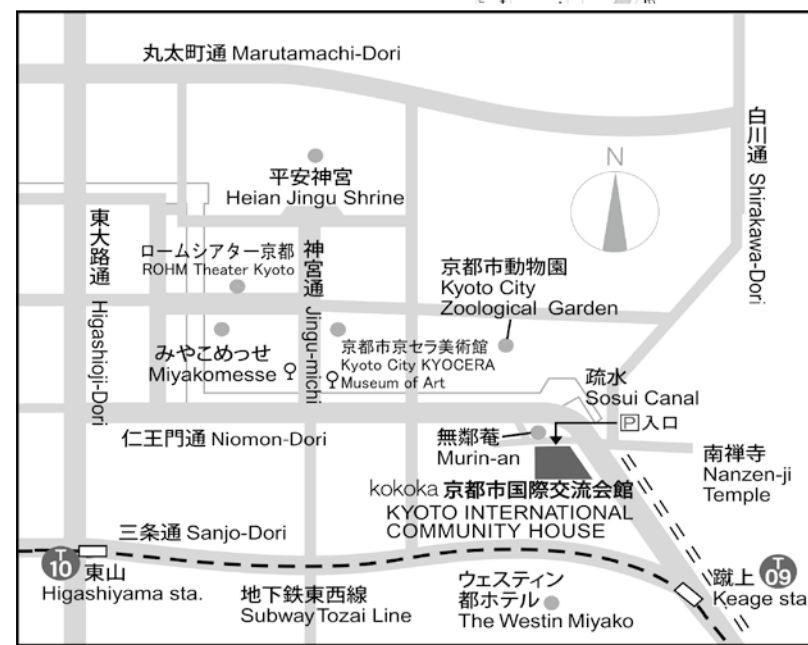 丸太町通 Marutamachi-Dori
白川通 Shirakawa-Dori
N
平安神宮
Heian Jingu Shrine
東大路通 Higashioji-Dori
ロームシアター京都
ROHM Theater Kyoto
神宮通 Jingu-michi
京都市動物園
Kyoto City
Zoological Garden
みやこめっせ
Miyakomesse
京都市京セラ美術館
Kyoto City KYOCERA
Museum of Art
疏水
Sosui Canal
P入口
仁王門通 Niomon-Dori
無鄰菴
Murin-an
南禅寺
Nanzen-ji
Temple
kokoka 京都市国際交流会館
KYOTO INTERNATIONAL
COMMUNITY HOUSE
三条通 Sanjo-Dori
T
10
東山
Higashiyama sta.
地下鉄東西線
Subway Tozai Line
ウェスティン
都ホテル
The Westin Miyako
蹴上
T
09
Keage sta